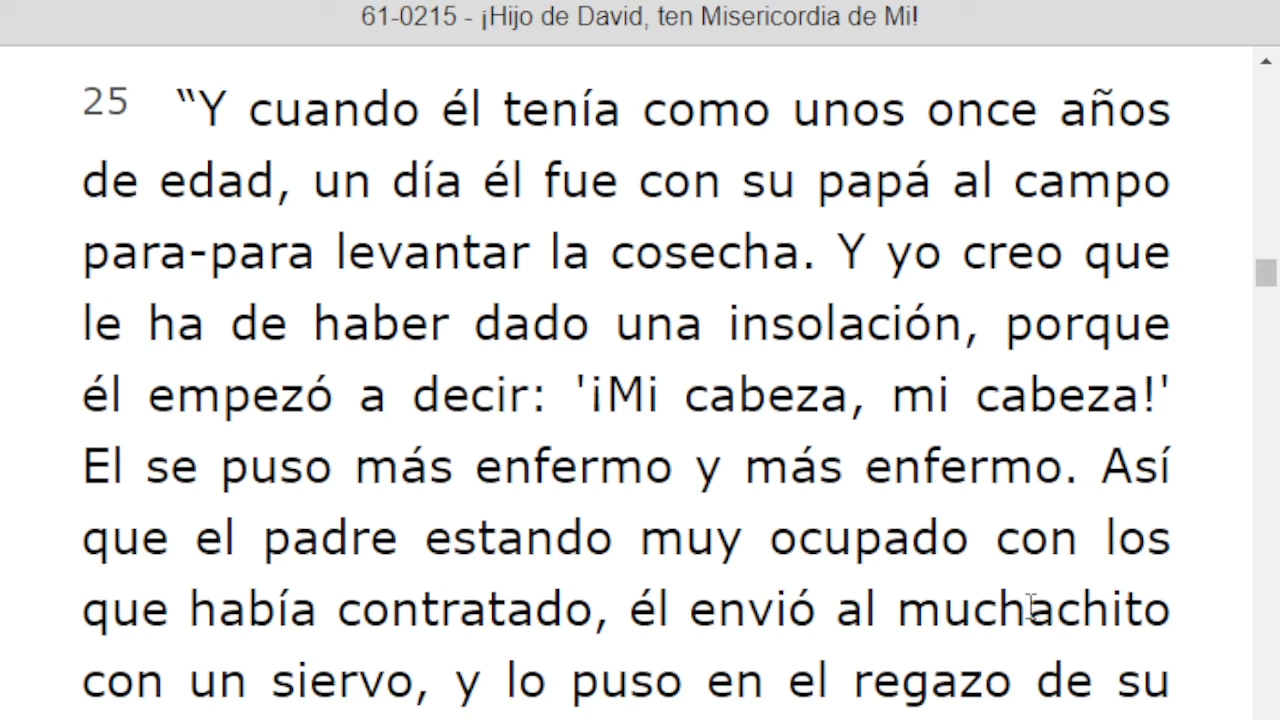 61-0215 - ¡Hijo de David, ten Misericordia de Mi!
25 “Y cuando él tenía como unos once años
de edad, un día él fue con su papá al campo
para-para levantar la cosecha. Y yo creo que
le ha de haber dado una insolación, porque
él empezó a decir: '¡Mi cabeza, mi cabeza!'
El se puso más enfermo y más enfermo. Así
que el padre estando muy ocupado con los
que había contratado, él envió al muchachito
con un siervo, y lo puso en el regazo de su